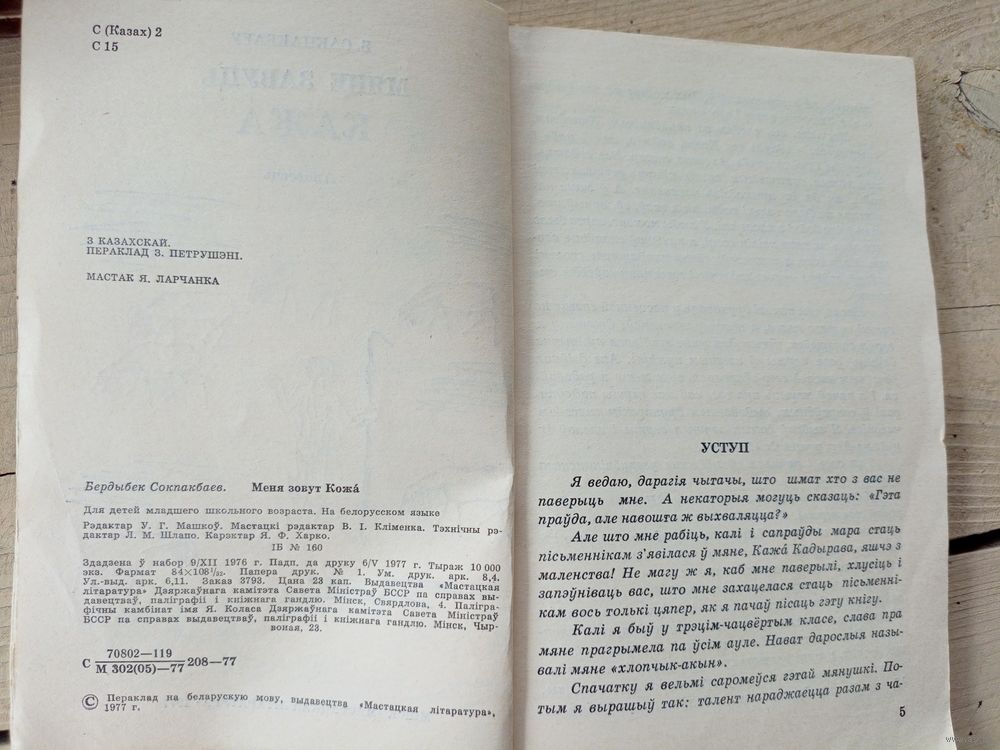 С (Казах) 2
С 15
З КАЗАХСКАЙ.
ПЕРАКЛАД З. ПЕТРУШЭНІ.
МАСТАК Я. ЛАРЧАНКА
Бердыбек Сокпакбаев. Меня зовут Кожа́
Для детей младшего школьного возраста. На белорусском языке
Рэдактар У. Г. Машкоў. Мастацкі рэдактар В. І. Кліменка. Тэхнічны рэ-
дактар Л. М. Шлапо. Карэктар Я. Ф. Харко.
ІБ № 160
Здадзена ў набор 9/XII 1976 г. Падп. да друку 6/V 1977 г. Тыраж 10 000
экз. Фармат 84×108¹/₃₂. Папера друк. № 1. Ум. друк. арк. 8,4.
Ул.-выд. арк. 6,11. Заказ 3793. Цана 23 кап. Выдавецтва «Мастацкая
літаратура» Дзяржаўнага камітэта Савета Міністраў БССР па справах вы-
давецтваў, паліграфіі і кніжнага гандлю. Мінск, Свярдлова, 4. Паліграфічны
фічны камбінат імя Я. Коласа Дзяржаўнага камітэта Савета Міністраў
БССР па справах выдавецтваў, паліграфіі і кніжнага гандлю. Мінск, Чыр-
воная, 23.
С 70802—119
М 302(05)—77 208—77
© Пераклад на беларускую мову, выдавецтва «Мастацкая літаратура»,
1977 г.
УСТУП
Я ведаю, дарагія чытачы, што шмат хто з вас не
паверыць мне. А некаторыя могуць сказаць: «Гэта
праўда, але навошта ж выхваляцца?»
Але што мне рабіць, калі і сапраўды мара стаць
пісьменнікам з'явілася ў мяне, Кажа́ Кадырава, яшчэ з
маленства! Не магу ж я, каб мне паверылі, хлусіць і
запэўніваць вас, што мне захацелася стаць пісьменні-
кам вось толькі цяпер, як я пачаў пісаць гэту кнігу.
Калі я быў у трэцім-чацвёртым класе, слава пра
мяне прагрымела па ўсім ауле. Нават дарослыя назы-
валі мяне «хлопчык-акын».
Спачатку я вельмі саромеўся гэтай мянушкі. По-
тым я вырашыў так: талент нараджаецца разам з ча-
5